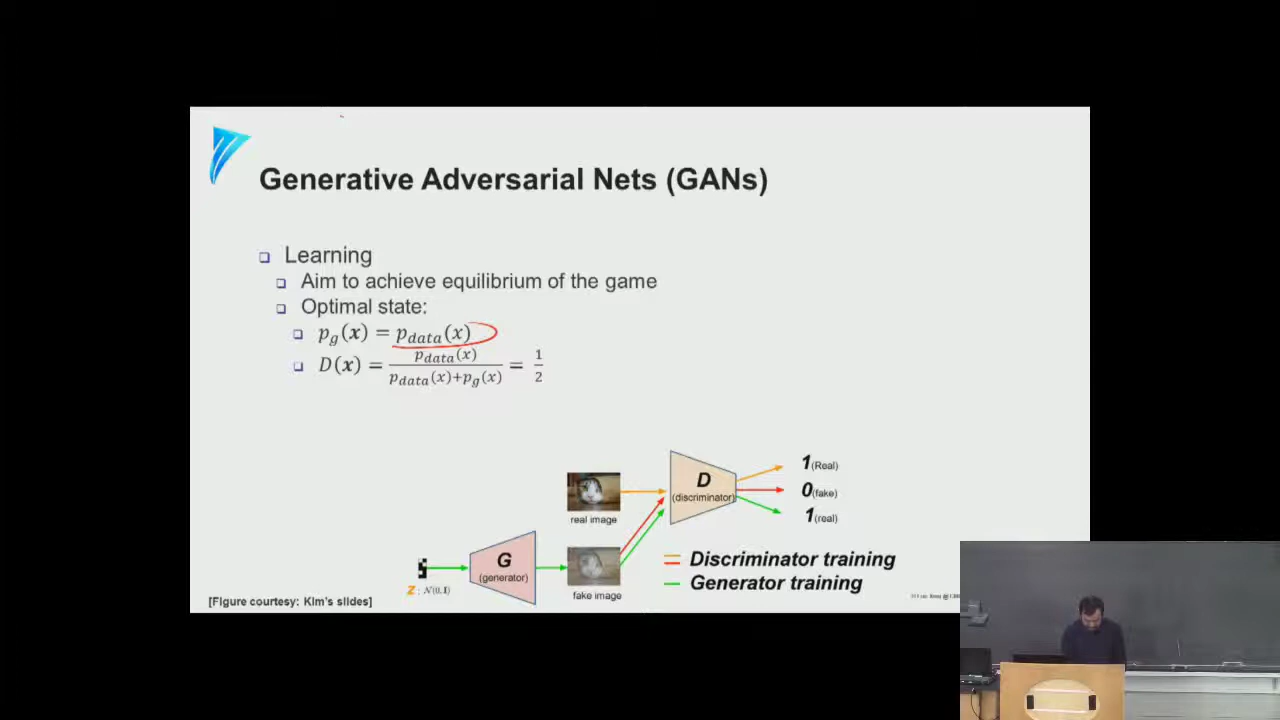 Generative Adversarial Nets (GANs)
Learning
Aim to achieve equilibrium of the game
Optimal state:
p_g(x) = p_data(x)
D(x) = p_data(x) / (p_data(x)+p_g(x)) = 1/2
D
(discriminator)
1(Real)
0(fake)
1(real)
real image
G
(generator)
fake image
z : N(0,I)
Discriminator training
Generator training
[Figure courtesy: Kim's slides]